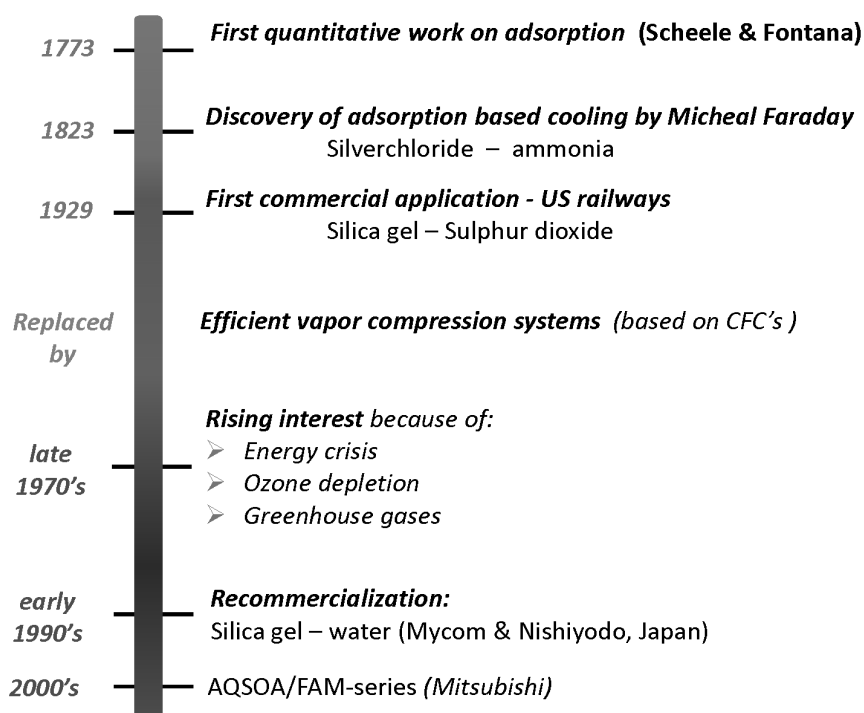 1773
First quantitative work on adsorption (Scheele & Fontana)
1823
Discovery of adsorption based cooling by Micheal Faraday
Silverchloride – ammonia
1929
First commercial application - US railways
Silica gel – Sulphur dioxide
Replaced
by
Efficient vapor compression systems (based on CFC's )
late
1970's
Rising interest because of:
Energy crisis
Ozone depletion
Greenhouse gases
early
1990's
Recommercialization:
Silica gel – water (Mycom & Nishiyodo, Japan)
2000's
AQSOA/FAM-series (Mitsubishi)